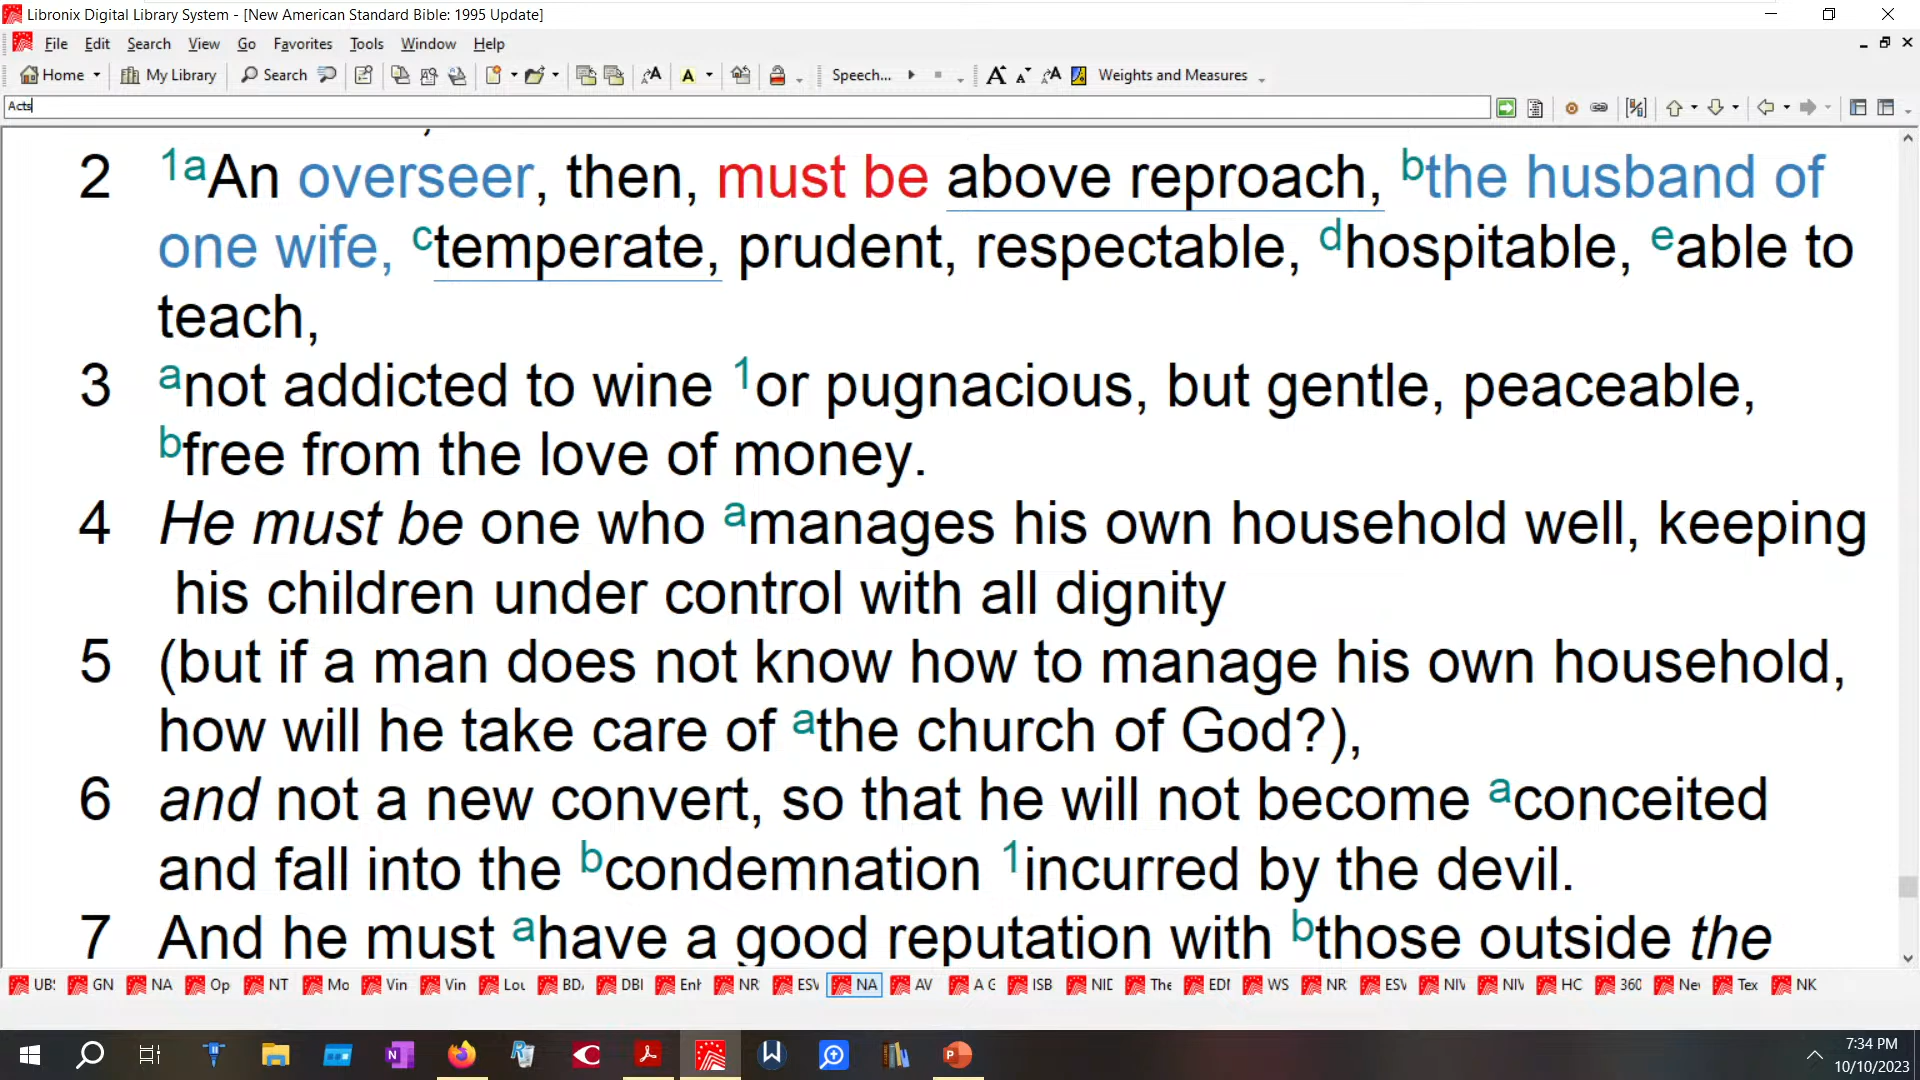 Libronix Digital Library System - [New American Standard Bible: 1995 Update]
File Edit Search View Go Favorites Tools Window Help
Home My Library Search Speech... Weights and Measures
Acts
2 1aAn overseer, then, must be above reproach, bthe husband of
one wife, ctemperate, prudent, respectable, dhospitable, eable to
teach,
3 anot addicted to wine 1or pugnacious, but gentle, peaceable,
bfree from the love of money.
4 He must be one who amanages his own household well, keeping
his children under control with all dignity
5 (but if a man does not know how to manage his own household,
how will he take care of athe church of God?),
6 and not a new convert, so that he will not become aconceited
and fall into the bcondemnation 1incurred by the devil.
7 And he must ahave a good reputation with bthose outside the
UB: GN NA Op NT Mo Vin Vin Lou BD DBI Enh NR ESV NA AV A G ISB NID The EDI WS NR ESV NIV NIV HC 360 Nev Tex NK
7:34 PM
10/10/2023